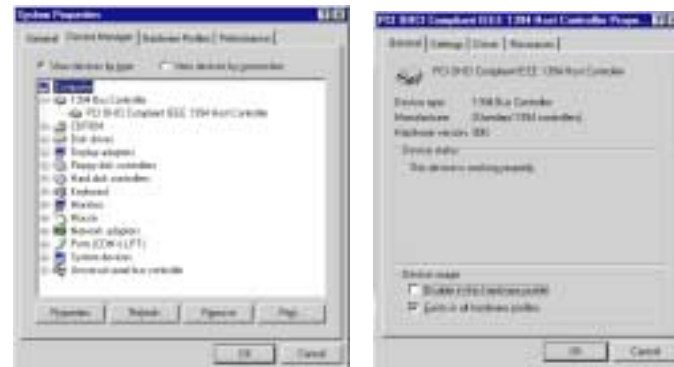 System Properties
General Device Manager Hardware Profiles Performance
View devices by type View devices by connection
Computer
1394 Bus Controller
PCI OHCI Compliant IEEE 1394 Host Controller
CDROM
Disk drives
Display adapters
Floppy disk controllers
Hard disk controllers
Keyboard
Monitors
Mouse
Network adapters
Ports (COM & LPT)
System devices
Universal serial bus controller
Properties Refresh Remove Print...
OK Cancel
PCI OHCI Compliant IEEE 1394 Host Controller Prope...
General Settings Driver Resources
PCI OHCI Compliant IEEE 1394 Host Controller
Device type: 1394 Bus Controller
Manufacturer: (Standard 1394 controllers)
Hardware version:
Device status
This device is working properly.
Device usage
Disable in this hardware profile
Exists in all hardware profiles
OK Cancel